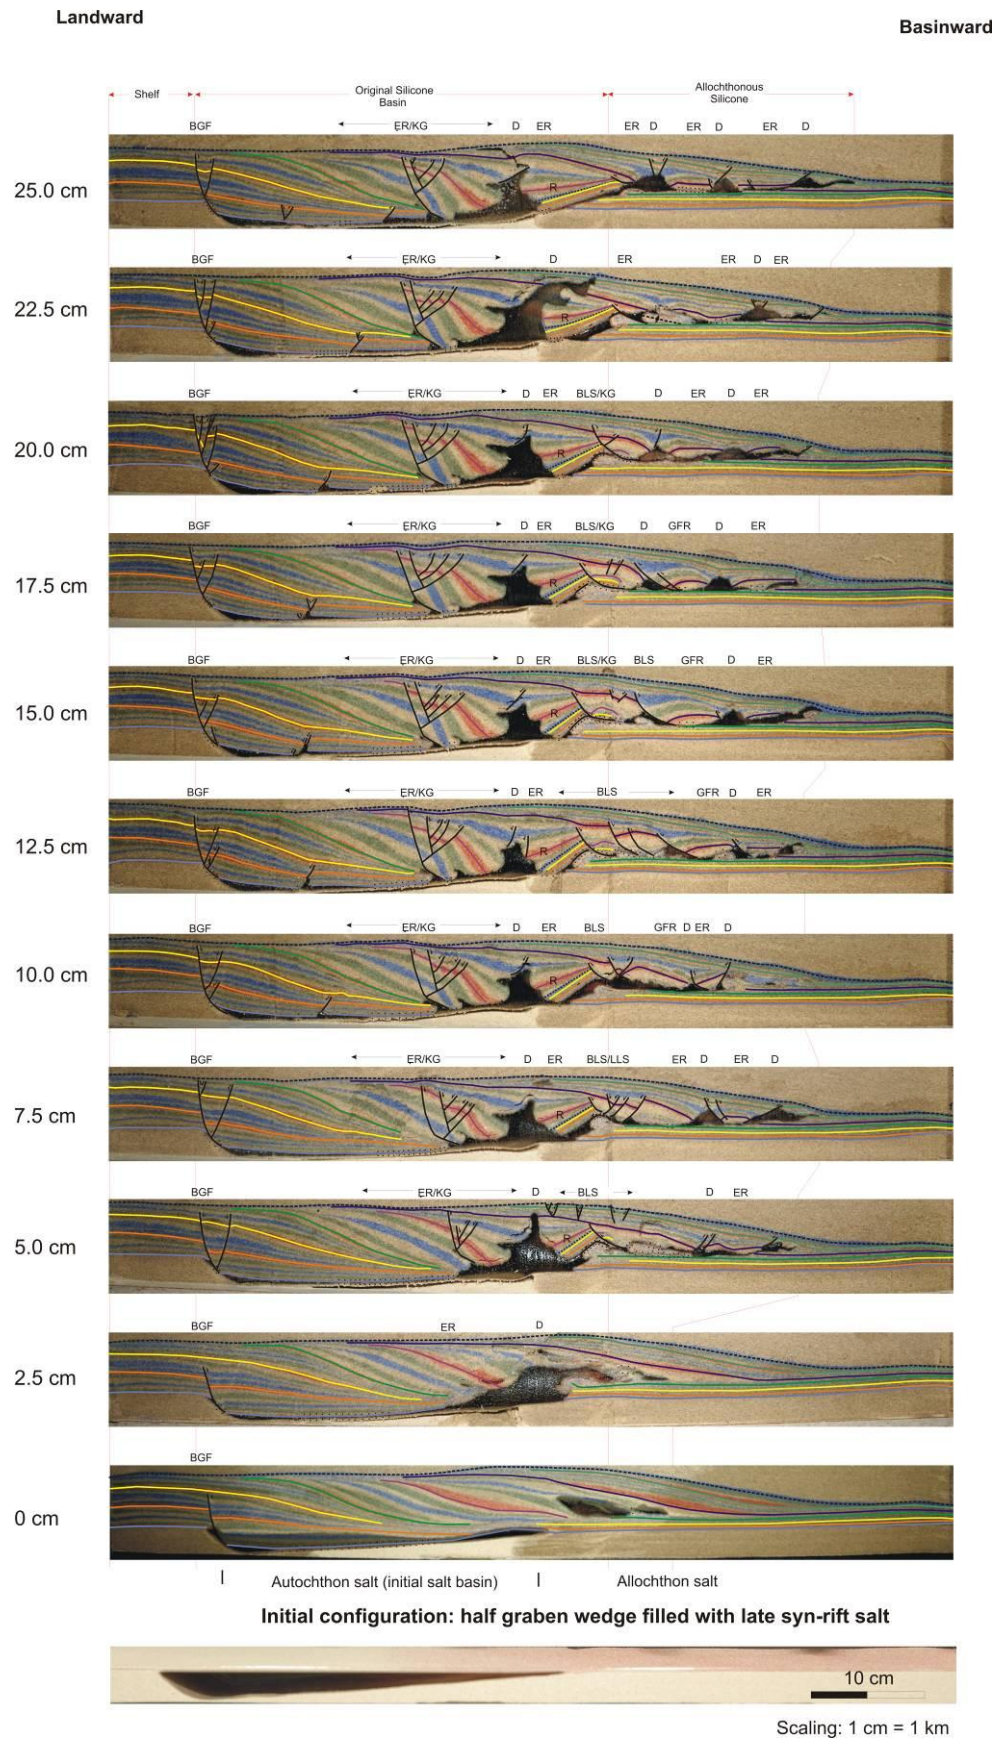 Landward
Basinward
Shelf
Original Silicone
Basin
Allochthonous
Silicone
BGF ER/KG D ER ER D ER D ER D
25.0 cm
R
BGF ER/KG D ER ER D ER
22.5 cm
R
BGF ER/KG D ER BLS/KG D ER D ER
20.0 cm
R
BGF ER/KG D ER BLS/KG D GFR D ER
17.5 cm
R
BGF ER/KG D ER BLS/KG BLS GFR D ER
15.0 cm
R
BGF ER/KG D ER BLS GFR D ER
12.5 cm
R
BGF ER/KG D ER BLS GFR D ER D
10.0 cm
R
BGF ER/KG D ER BLS/LLS ER D ER D
7.5 cm
R
BGF ER/KG D BLS D ER
5.0 cm
R
BGF ER D
2.5 cm
BGF
0 cm
Autochthon salt (initial salt basin) Allochthon salt
Initial configuration: half graben wedge filled with late syn-rift salt
10 cm
Scaling: 1 cm = 1 km